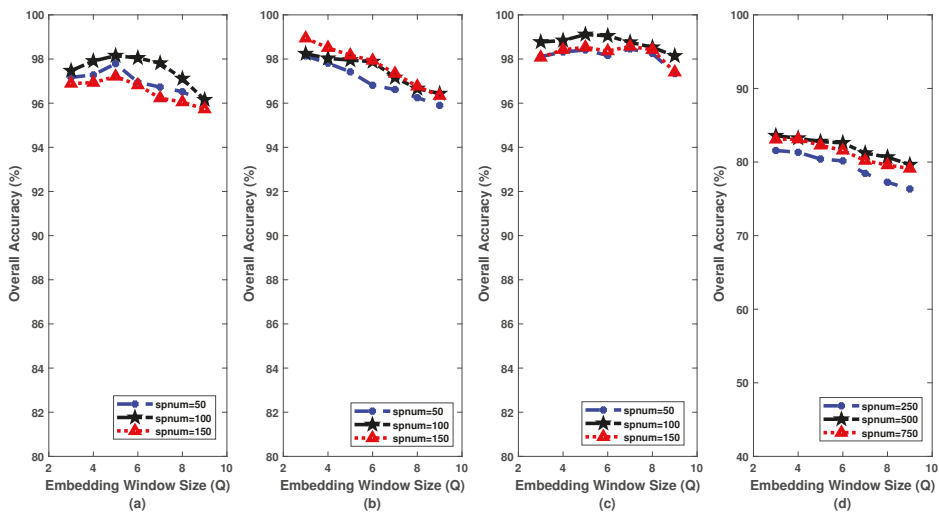 100
98
96
94
92
90
88
86
84
82
80
2
4
6
8
10
Overall Accuracy (%)
spnum=50
spnum=100
spnum=150
Embedding Window Size (Q)
(a)
100
98
96
94
92
90
88
86
84
82
80
2
4
6
8
10
Overall Accuracy (%)
spnum=50
spnum=100
spnum=150
Embedding Window Size (Q)
(b)
100
98
96
94
92
90
88
86
84
82
80
2
4
6
8
10
Overall Accuracy (%)
spnum=50
spnum=100
spnum=150
Embedding Window Size (Q)
(c)
100
90
80
70
60
50
40
2
4
6
8
10
Overall Accuracy (%)
spnum=250
spnum=500
spnum=750
Embedding Window Size (Q)
(d)